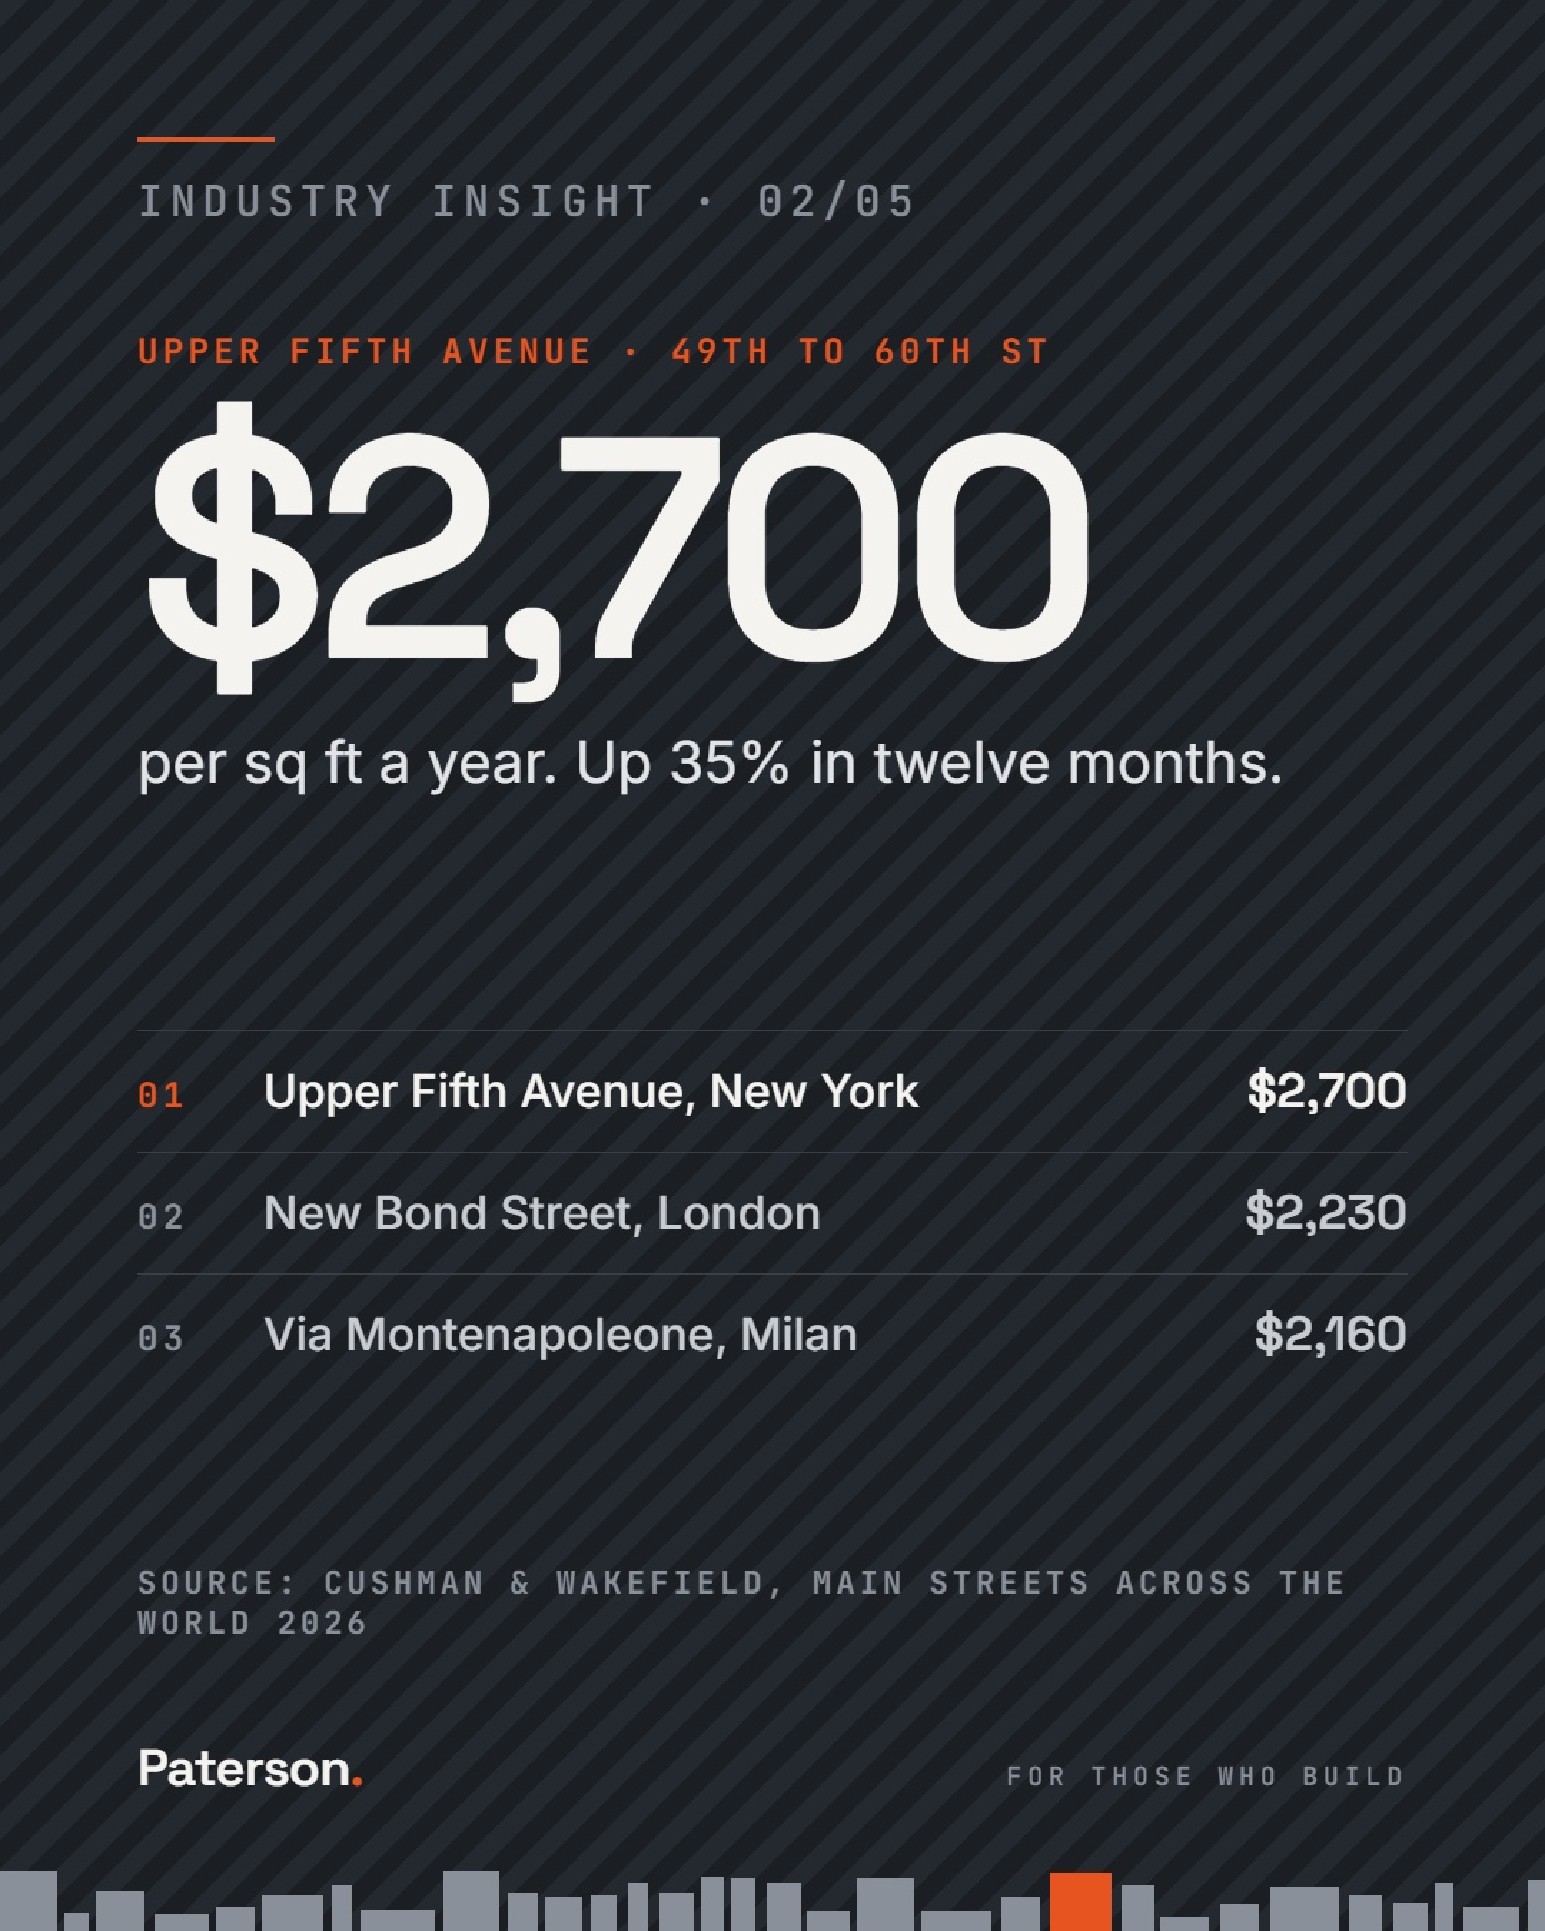 INDUSTRY INSIGHT · 02/05
UPPER FIFTH AVENUE · 49TH TO 60TH ST
$2,700
per sq ft a year. Up 35% in twelve months.
01 Upper Fifth Avenue, New York $2,700
02 New Bond Street, London $2,230
03 Via Montenapoleone, Milan $2,160
SOURCE: CUSHMAN & WAKEFIELD, MAIN STREETS ACROSS THE
WORLD 2026
Paterson. FOR THOSE WHO BUILD